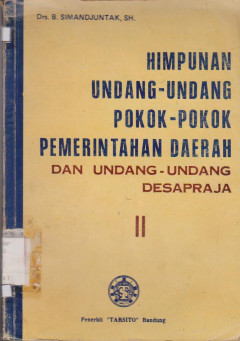 Drs. B. SIMANDJUNTAK, SH.
HIMPUNAN
UNDANG-UNDANG
POKOK-POKOK
PEMERINTAHAN DAERAH
DAN UNDANG-UNDANG
DESAPRAJA
II
Penerbit "TARSITO" Bandung